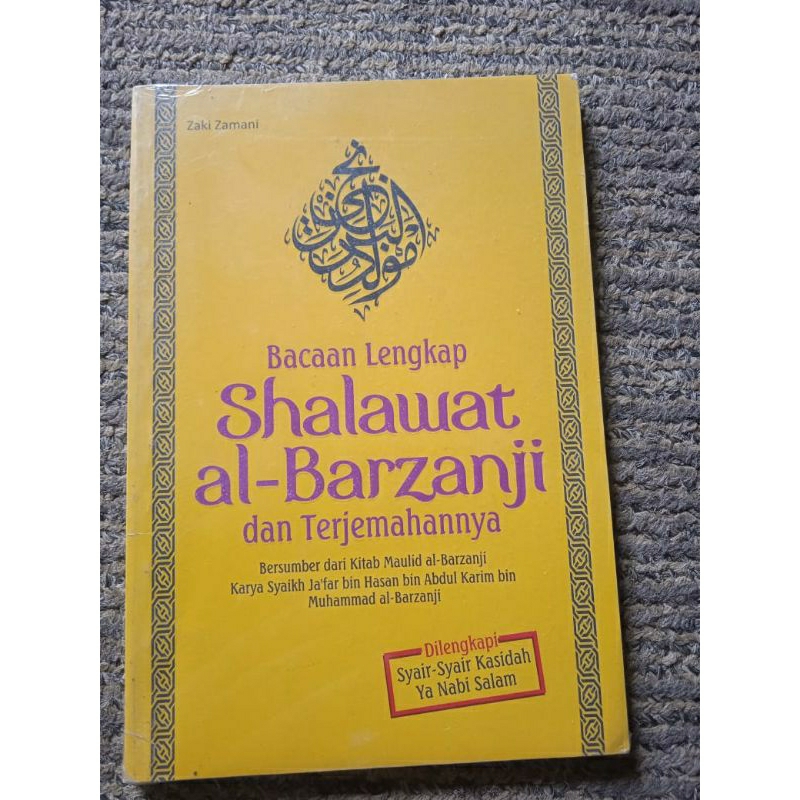 Zaki Zamani
مولد البرزنجي
Bacaan Lengkap
Shalawat
al-Barzanji
dan Terjemahannya
Bersumber dari Kitab Maulid al-Barzanji
Karya Syaikh Ja'far bin Hasan bin Abdul Karim bin
Muhammad al-Barzanji
Dilengkapi
Syair-Syair Kasidah
Ya Nabi Salam